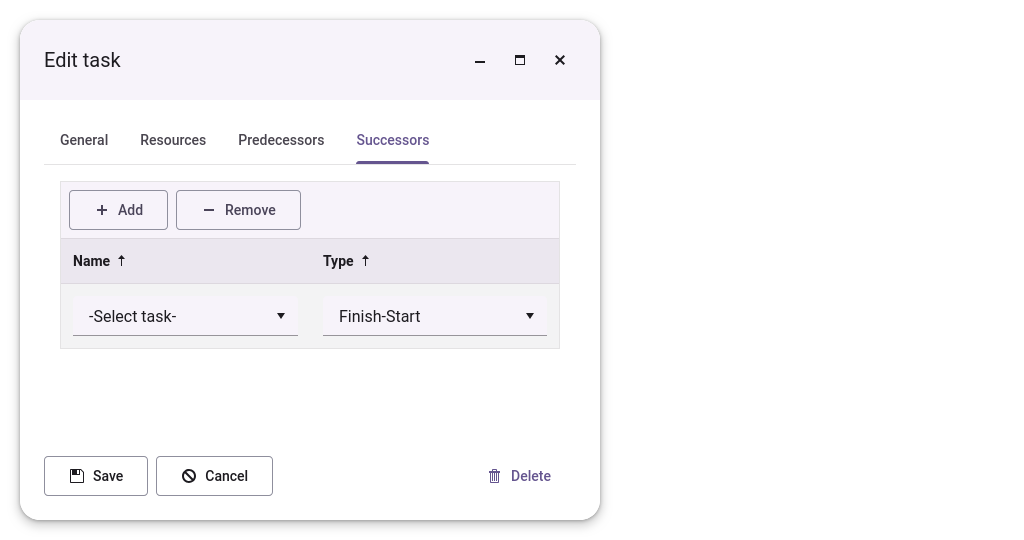 Edit task
General Resources Predecessors Successors
Add Remove
Name Type
-Select task- Finish-Start
Save Cancel Delete